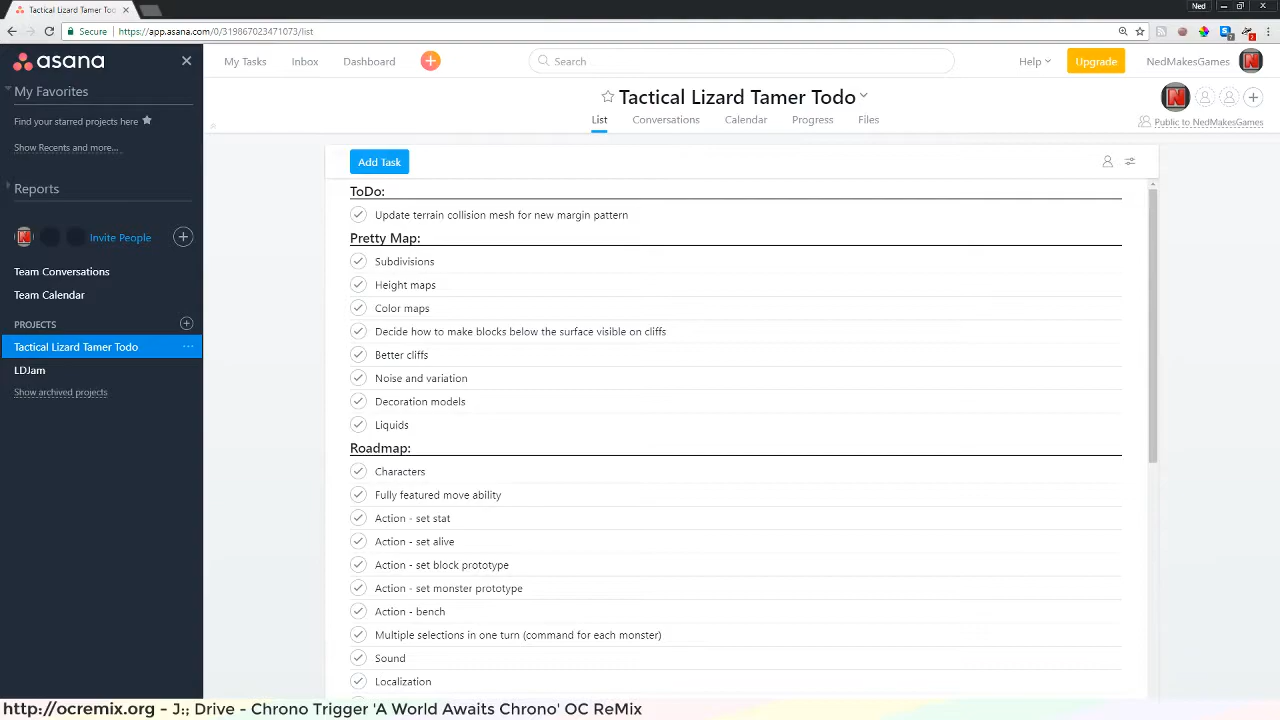 Tactical Lizard Tamer Too
Ned
Secure
https://app.asana.com/0/319867023471073/list
asana
My Tasks
Inbox
Dashboard
Search
Help
Upgrade
NedMakesGames
My Favorites
Find your starred projects here
Show Recents and more...
Reports
Invite People
Team Conversations
Team Calendar
PROJECTS
Tactical Lizard Tamer Todo
LDJam
Show archived projects
Tactical Lizard Tamer Todo
List
Conversations
Calendar
Progress
Files
Public to NedMakesGames
Add Task
ToDo:
Update terrain collision mesh for new margin pattern
Pretty Map:
Subdivisions
Height maps
Color maps
Decide how to make blocks below the surface visible on cliffs
Better cliffs
Noise and variation
Decoration models
Liquids
Roadmap:
Characters
Fully featured move ability
Action - set stat
Action - set alive
Action - set block prototype
Action - set monster prototype
Action - bench
Multiple selections in one turn (command for each monster)
Sound
Localization
http://ocremix.org - J:; Drive - Chrono Trigger 'A World Awaits Chrono' OC ReMix